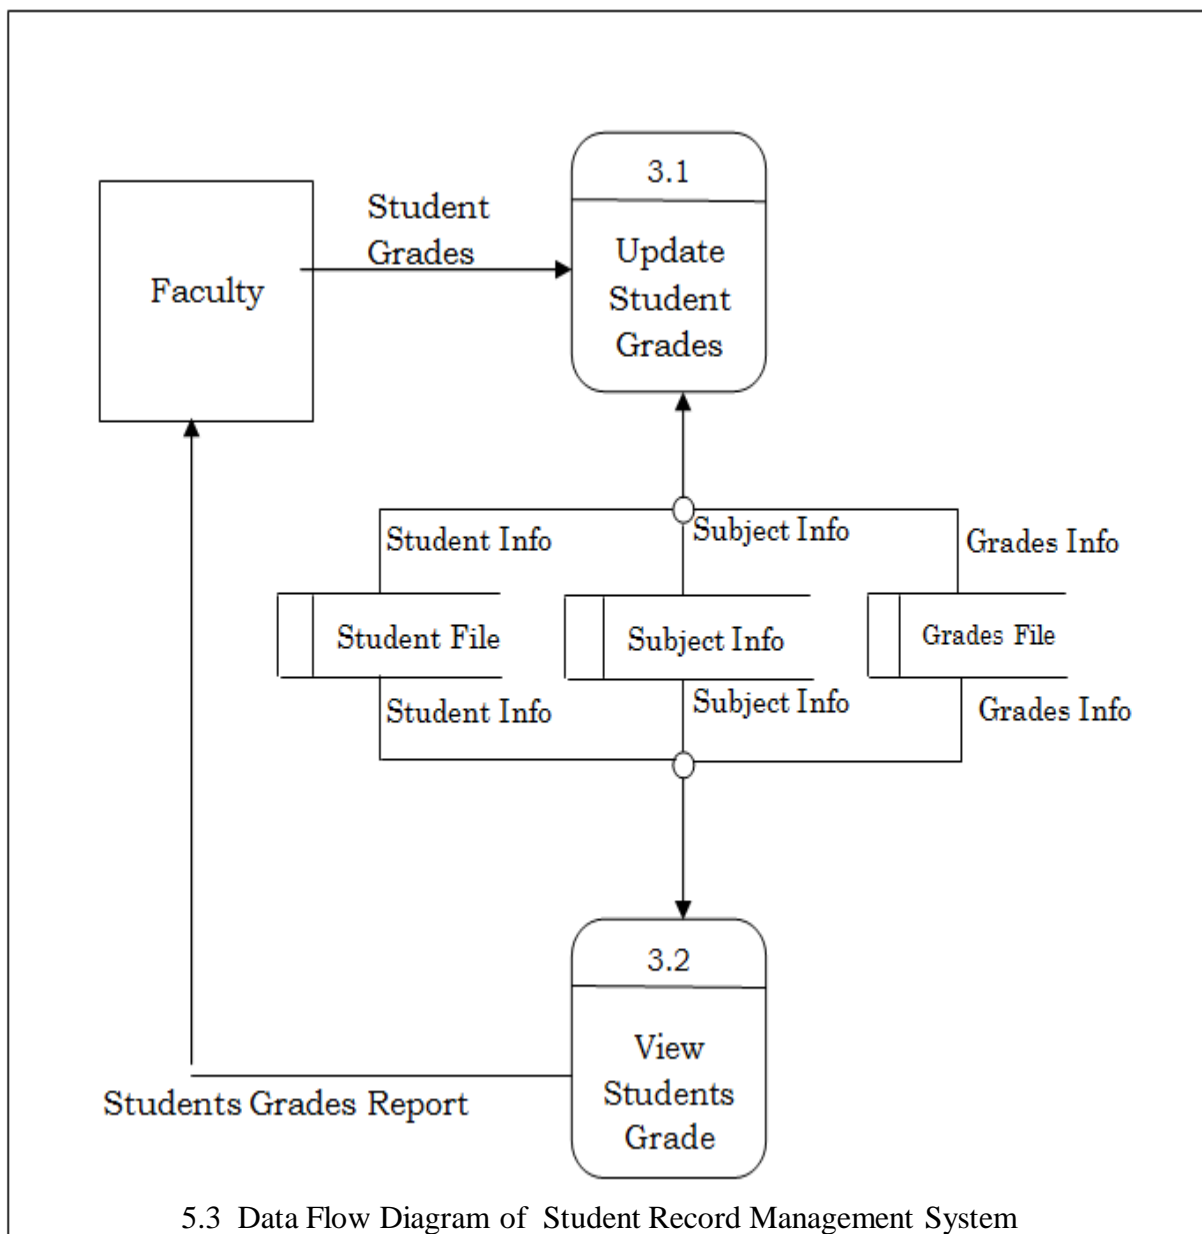 3.1
Student
Grades
Faculty
Update
Student
Grades
Student Info
Subject Info
Grades Info
Student File
Subject Info
Grades File
Student Info
Subject Info
Grades Info
3.2
View
Students
Grade
Students Grades Report
5.3 Data Flow Diagram of Student Record Management System